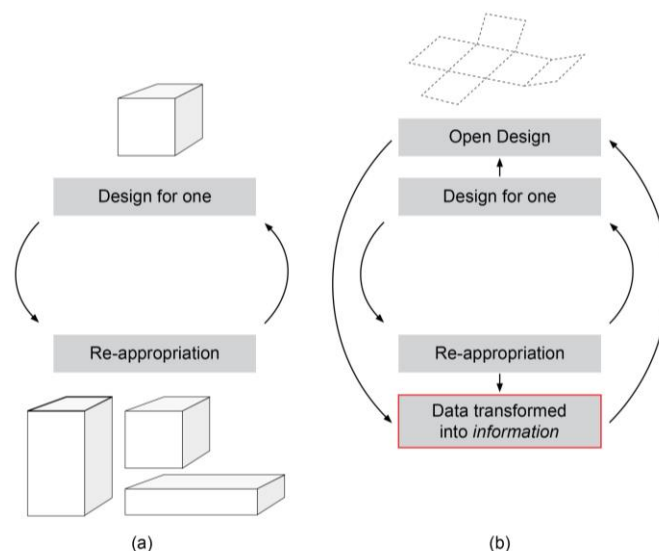 Design for one
Re-appropriation
(a)
Open Design
Design for one
Re-appropriation
Data transformed
into information
(b)